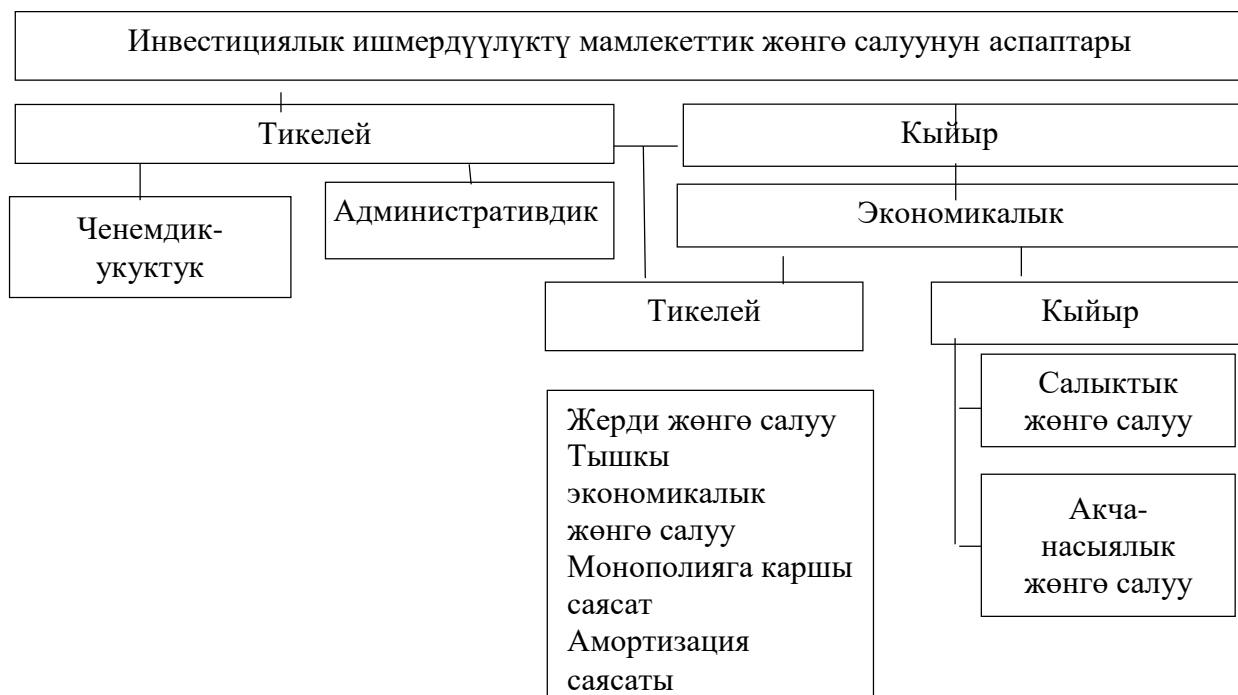 Инвестициялык ишмердүүлүктү мамлекеттик жөнгө салуунун аспаптары
Тикелей
Кыйыр
Ченемдик-
укуктук
Административдик
Экономикалык
Тикелей
Кыйыр
Жерди жөнгө салуу
Тышкы
экономикалык
жөнгө салуу
Монополияга каршы
саясат
Амортизация
саясаты
Салыктык
жөнгө салуу
Акча-
насыялык
жөнгө салуу